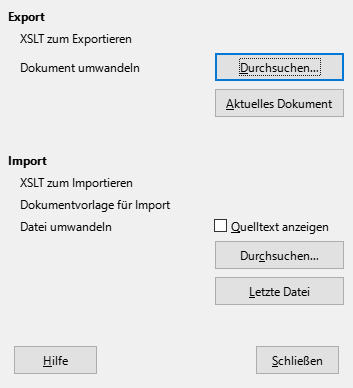 Export
XSLT zum Exportieren
Dokument umwandeln
Durchsuchen...
Aktuelles Dokument
Import
XSLT zum Importieren
Dokumentvorlage für Import
Datei umwandeln
Quelltext anzeigen
Durchsuchen...
Letzte Datei
Hilfe
Schließen